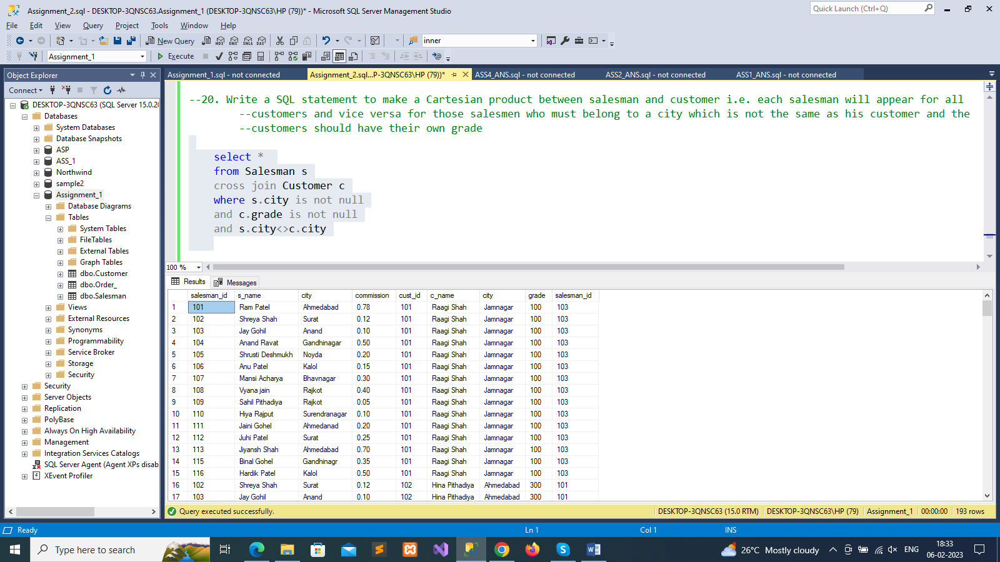 Assignment_2.sql - DESKTOP-3QNSC63.Assignment_1 (DESKTOP-3QNSC63\HP (79))* - Microsoft SQL Server Management Studio
Quick Launch (Ctrl+Q)
File Edit View Query Project Tools Window Help
New Query
MDX DMX XMLA DAX
inner
Assignment_1
Execute
Object Explorer
Assignment_1.sql - not connected
Assignment_2.sql...P-3QNSC63\HP (79))*
ASS4_ANS.sql - not connected
ASS2_ANS.sql - not connected
ASS1_ANS.sql - not connected
Connect
DESKTOP-3QNSC63 (SQL Server 15.0.20
Databases
System Databases
Database Snapshots
ASP
ASS_1
Northwind
sample2
Assignment_1
Database Diagrams
Tables
System Tables
FileTables
External Tables
Graph Tables
dbo.Customer
dbo.Order_
dbo.Salesman
Views
External Resources
Synonyms
Programmability
Service Broker
Storage
Security
Security
Server Objects
Replication
PolyBase
Always On High Availability
Management
Integration Services Catalogs
SQL Server Agent (Agent XPs disab
XEvent Profiler
--20. Write a SQL statement to make a Cartesian product between salesman and customer i.e. each salesman will appear for all
--customers and vice versa for those salesmen who must belong to a city which is not the same as his customer and the
--customers should have their own grade
select *
from Salesman s
cross join Customer c
where s.city is not null
and c.grade is not null
and s.city<>c.city
100 %
Results Messages
salesman_id s_name city commission cust_id c_name city grade salesman_id
1 101 Ram Patel Ahmedabad 0.78 101 Raagi Shah Jamnagar 100 103
2 102 Shreya Shah Surat 0.12 101 Raagi Shah Jamnagar 100 103
3 103 Jay Gohil Anand 0.10 101 Raagi Shah Jamnagar 100 103
4 104 Anand Ravat Gandhinagar 0.50 101 Raagi Shah Jamnagar 100 103
5 105 Shrusti Deshmukh Noyda 0.20 101 Raagi Shah Jamnagar 100 103
6 106 Anu Patel Kalol 0.15 101 Raagi Shah Jamnagar 100 103
7 107 Mansi Acharya Bhavnagar 0.30 101 Raagi Shah Jamnagar 100 103
8 108 Vyana jain Rajkot 0.40 101 Raagi Shah Jamnagar 100 103
9 109 Sahil Pithadiya Rajkot 0.05 101 Raagi Shah Jamnagar 100 103
10 110 Hiya Rajput Surendranagar 0.10 101 Raagi Shah Jamnagar 100 103
11 111 Jaini Gohel Ahmedanad 0.20 101 Raagi Shah Jamnagar 100 103
12 112 Juhi Patel Surat 0.25 101 Raagi Shah Jamnagar 100 103
13 113 Jiyansh Shah Ahmedabad 0.70 101 Raagi Shah Jamnagar 100 103
14 115 Binal Gohel Gandhinagr 0.35 101 Raagi Shah Jamnagar 100 103
15 116 Hardik Patel Kalol 0.50 101 Raagi Shah Jamnagar 100 103
16 102 Shreya Shah Surat 0.12 102 Hina Pithadiya Ahmedabad 300 101
17 103 Jay Gohil Anand 0.10 102 Hina Pithadiya Ahmedabad 300 101
Query executed successfully.
DESKTOP-3QNSC63 (15.0 RTM) DESKTOP-3QNSC63\HP (79) Assignment_1 00:00:00 193 rows
Ready Ln 1 Col 1 INS
Type here to search
26°C Mostly cloudy
ENG
18:33
06-02-2023